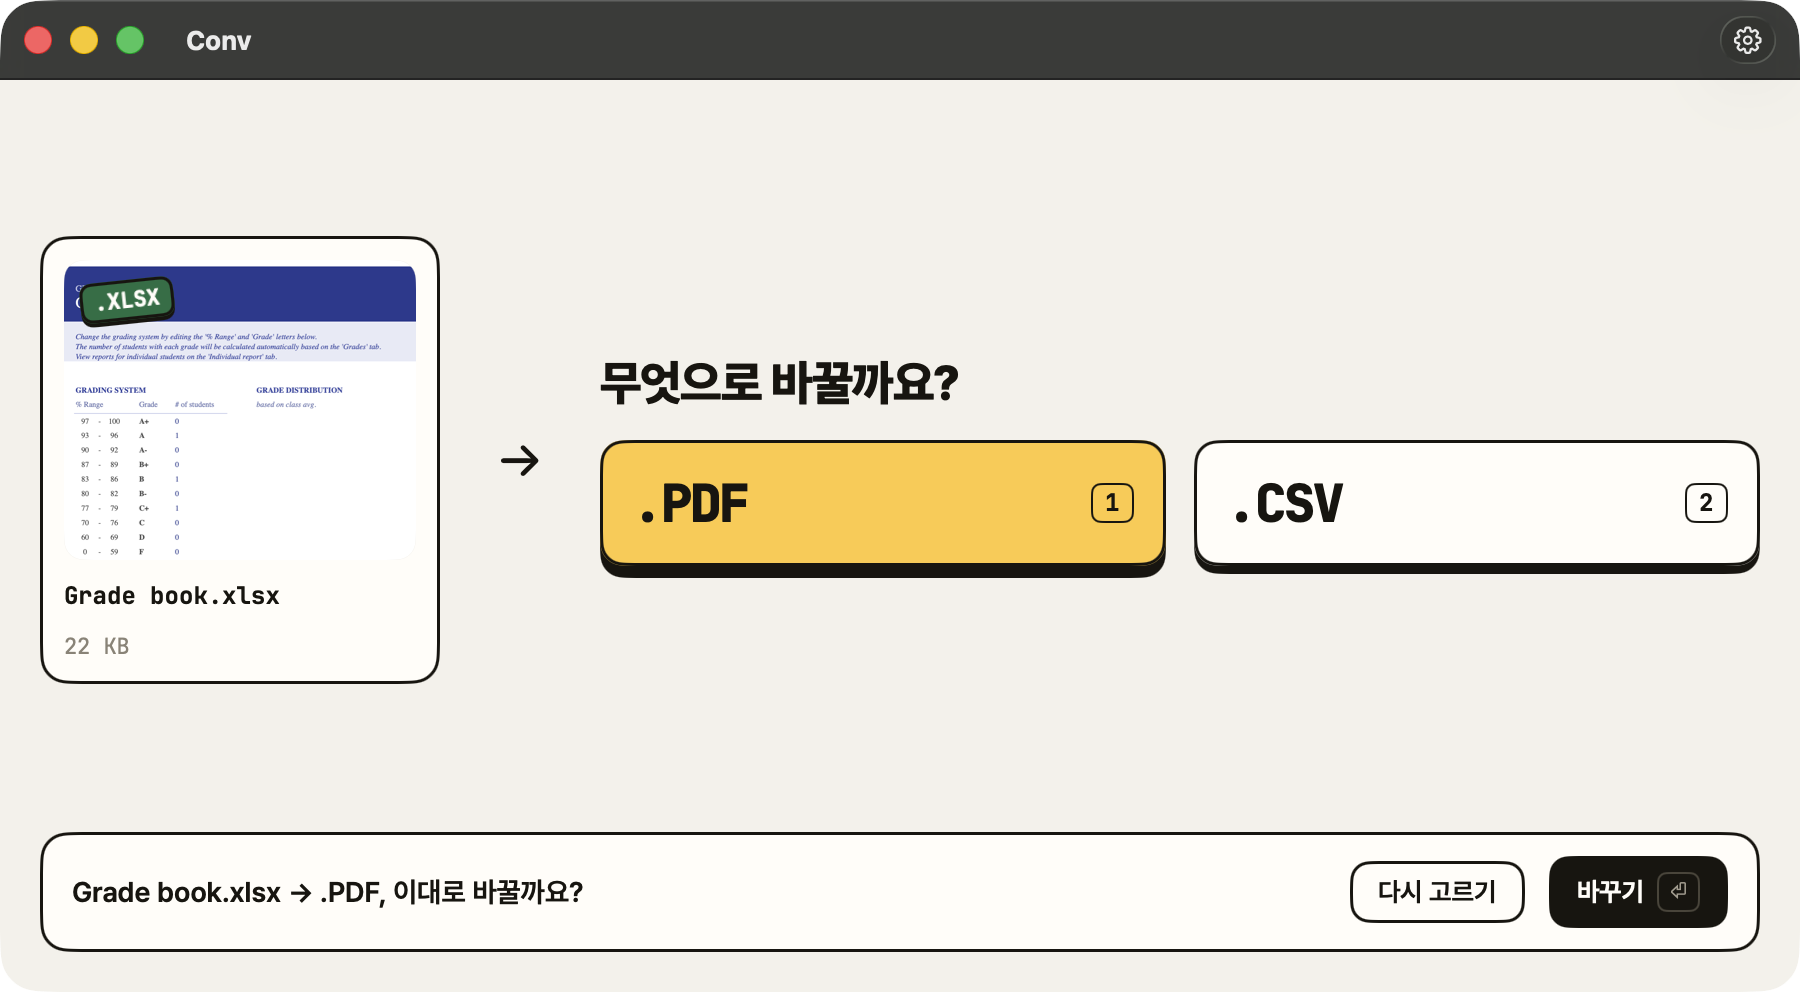 Conv
.XLSX
Change the grading system by editing the '% Range' and 'Grade' letters below.
The number of students with each grade will be calculated automatically based on the 'Grades' tab.
View reports for individual students on the 'Individual report' tab.
GRADING SYSTEM
% Range Grade # of students
97 - 100 A+ 0
93 - 96 A 1
90 - 92 A- 0
87 - 89 B+ 0
83 - 86 B 1
80 - 82 B- 0
77 - 79 C+ 1
70 - 76 C 0
60 - 69 D 0
0 - 59 F 0
GRADE DISTRIBUTION
based on class avg.
Grade book.xlsx
22 KB
→
무엇으로 바꿀까요?
.PDF 1
.CSV 2
Grade book.xlsx → .PDF, 이대로 바꿀까요?
다시 고르기
바꾸기